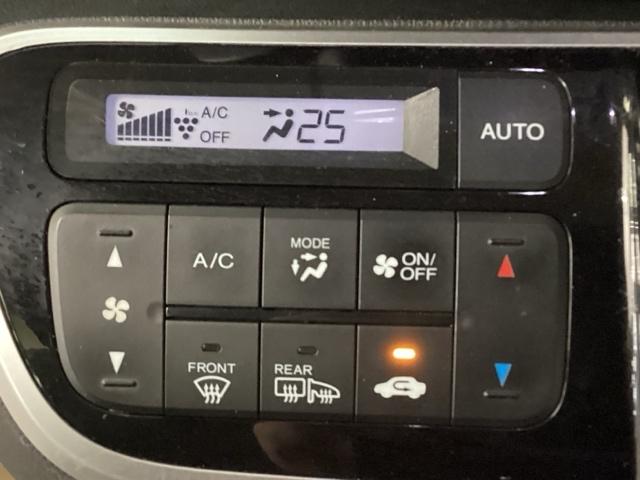 A/C
OFF
25
AUTO
A/C
MODE
ON/
OFF
FRONT
REAR